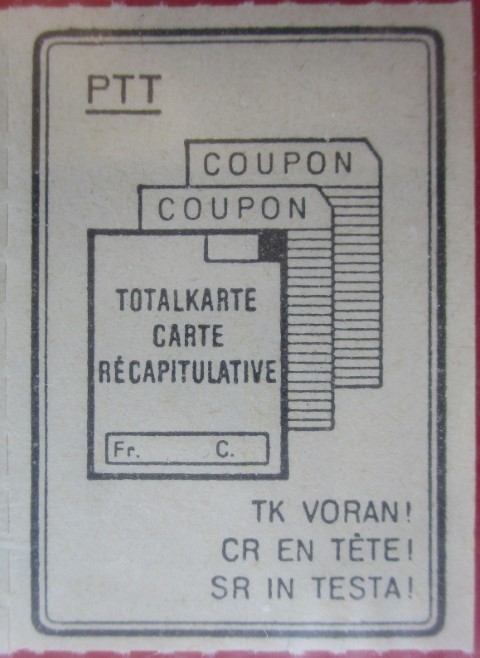 PTT
COUPON
COUPON
TOTALKARTE
CARTE
RÉCAPITULATIVE
Fr. C.
TK VORAN!
CR EN TÊTE!
SR IN TESTA!